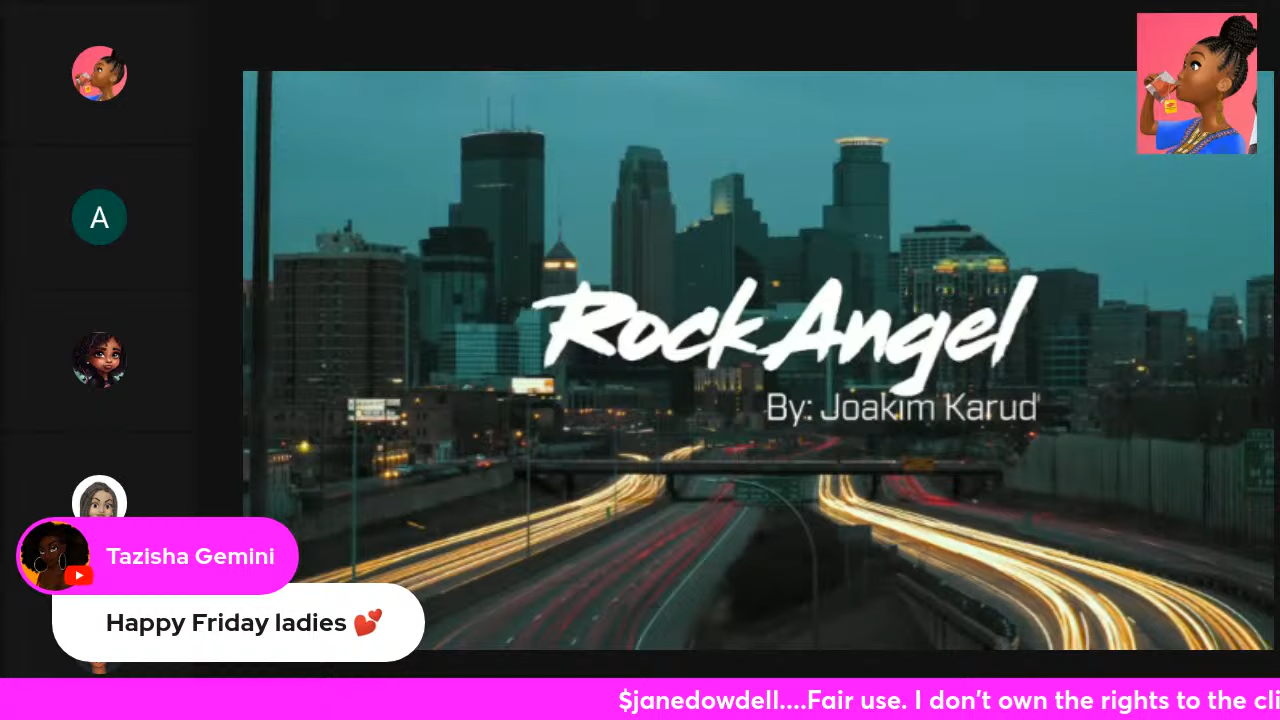 A
Rock Angel
By: Joakim Karud
Tazisha Gemini
Happy Friday ladies 💕
$janedowdell....Fair use. I don't own the rights to the cli